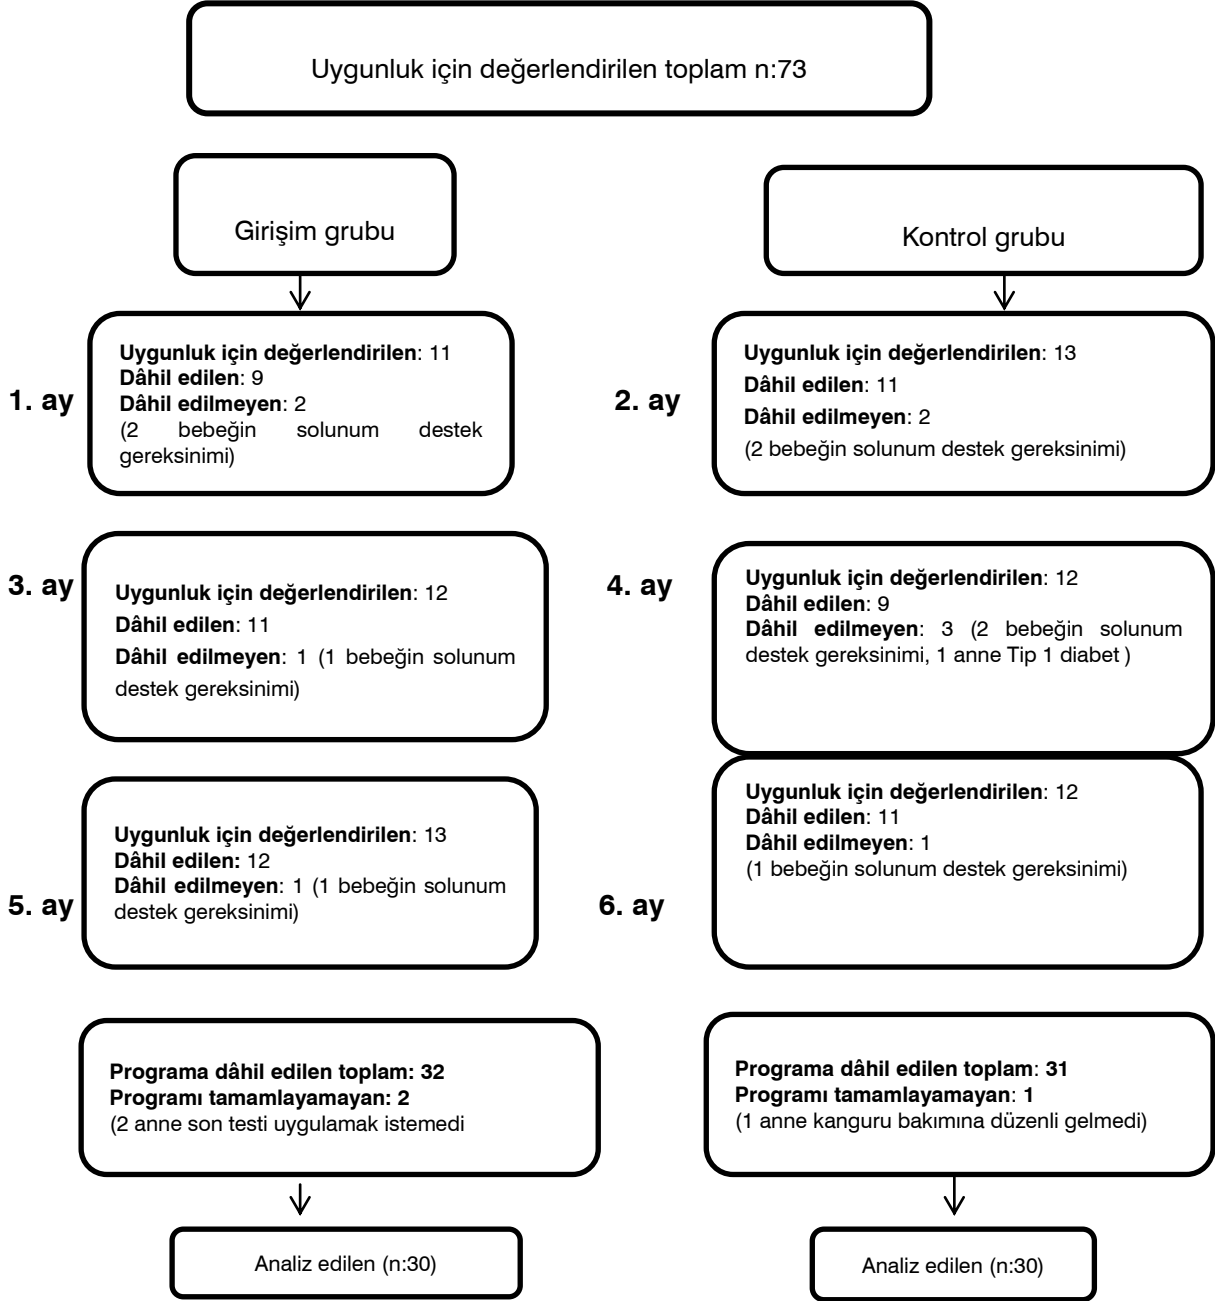 Uygunluk için değerlendirilen toplam n:73
Girişim grubu
Kontrol grubu
1. ay
Uygunluk için değerlendirilen: 11
Dâhil edilen: 9
Dâhil edilmeyen: 2
(2 bebeğin solunum destek
gereksinimi)
2. ay
Uygunluk için değerlendirilen: 13
Dâhil edilen: 11
Dâhil edilmeyen: 2
(2 bebeğin solunum destek gereksinimi)
3. ay
Uygunluk için değerlendirilen: 12
Dâhil edilen: 11
Dâhil edilmeyen: 1 (1 bebeğin solunum
destek gereksinimi)
4. ay
Uygunluk için değerlendirilen: 12
Dâhil edilen: 9
Dâhil edilmeyen: 3 (2 bebeğin solunum
destek gereksinimi, 1 anne Tip 1 diabet )
5. ay
Uygunluk için değerlendirilen: 13
Dâhil edilen: 12
Dâhil edilmeyen: 1 (1 bebeğin solunum
destek gereksinimi)
6. ay
Uygunluk için değerlendirilen: 12
Dâhil edilen: 11
Dâhil edilmeyen: 1
(1 bebeğin solunum destek gereksinimi)
Programa dâhil edilen toplam: 32
Programı tamamlayamayan: 2
(2 anne son testi uygulamak istemedi
Programa dâhil edilen toplam: 31
Programı tamamlayamayan: 1
(1 anne kanguru bakımına düzenli gelmedi)
Analiz edilen (n:30)
Analiz edilen (n:30)